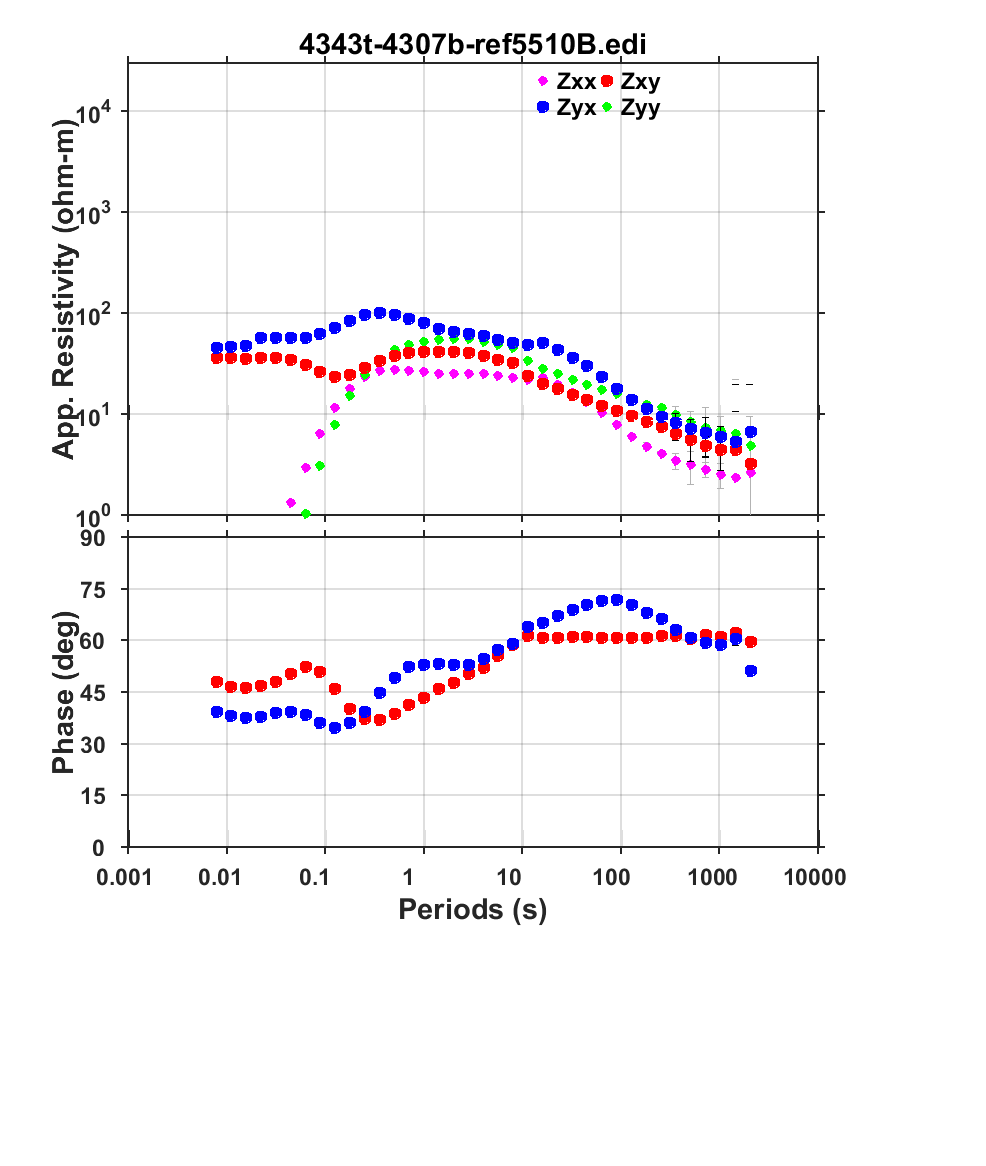 4343t-4307b-ref5510B.edi
Zxx Zxy
Zyx Zyy
App. Resistivity (ohm-m)
10^4
10^3
10^2
10^1
10^0
Phase (deg)
90
75
60
45
30
15
0
0.001 0.01 0.1 1 10 100 1000 10000
Periods (s)